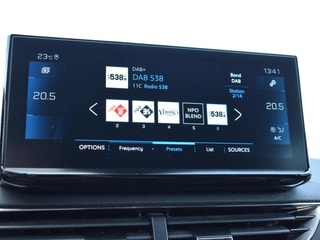 23°C 13:41
DAB+
538
DAB 538
11C Radio 538
Band
DAB
Station
2/14
20.5 20.5
NPO
BLEND
538
2 3 4 5 6
A/C
OPTIONS Frequency Presets List SOURCES